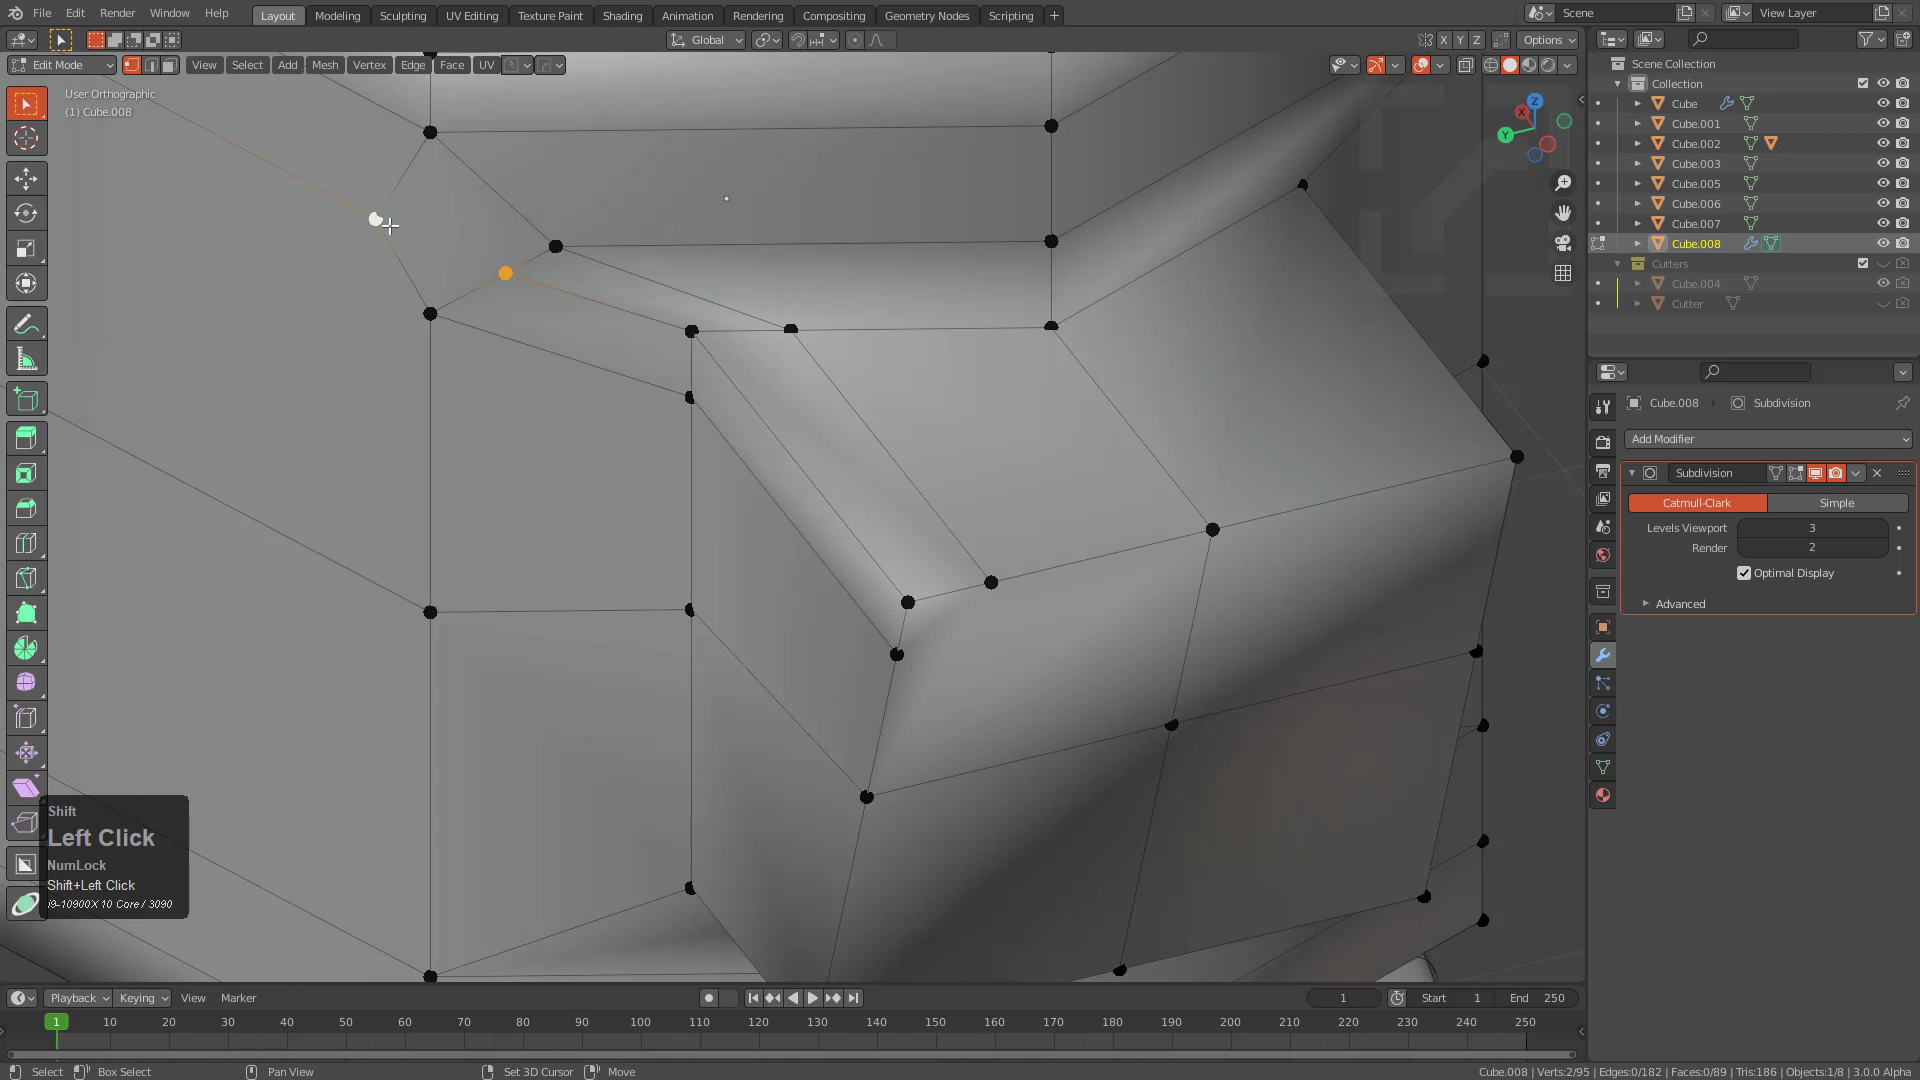 File Edit Render Window Help
Layout Modeling Sculpting UV Editing Texture Paint Shading Animation Rendering Compositing Geometry Nodes Scripting +
Scene
View Layer
Global
X Y Z
Options
Edit Mode
View Select Add Mesh Vertex Edge Face UV
User Orthographic
(1) Cube.008
Z
X
Y
Scene Collection
Collection
Cube
Cube.001
Cube.002
Cube.003
Cube.005
Cube.006
Cube.007
Cube.008
Cutters
Cube.004
Cutter
Cube.008
Subdivision
Add Modifier
Subdivision
Catmull-Clark
Simple
Levels Viewport 3
Render 2
Optimal Display
Advanced
Shift
Left Click
NumLock
Shift+Left Click
i9-10900X 10 Core / 3090
Playback Keying View Marker
1
Start 1
End 250
1 10 20 30 40 50 60 70 80 90 100 110 120 130 140 150 160 170 180 190 200 210 220 230 240 250
Select
Box Select
Pan View
Set 3D Cursor
Move
Cube.008 | Verts:2/95 | Edges:0/182 | Faces:0/89 | Tris:186 | Objects:1/8 | 3.0.0 Alpha